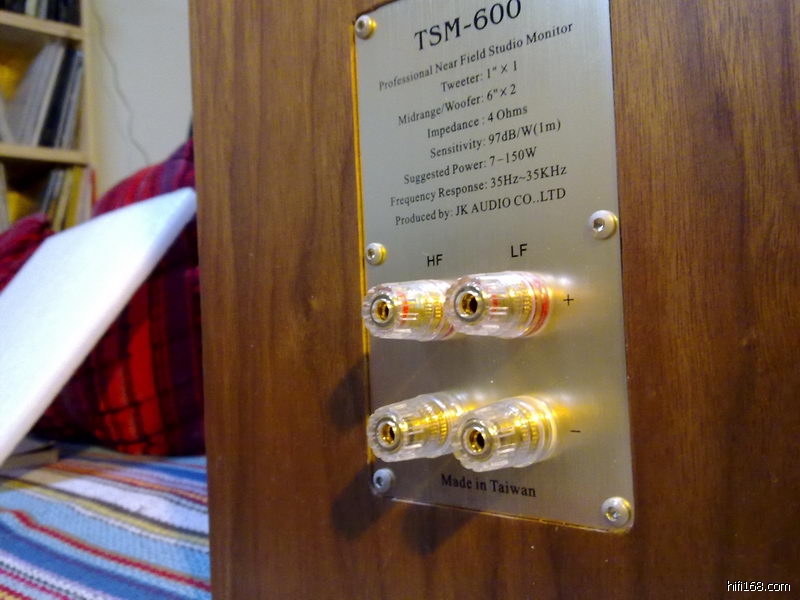 TSM-600
Professional Near Field Studio Monitor
Tweeter: 1" × 1
Midrange/Woofer: 6" × 2
Impedance : 4 Ohms
Sensitivity: 97dB/W(1m)
Suggested Power: 7-150W
Frequency Response: 35Hz~35KHz
Produced by: JK AUDIO CO..LTD
HF LF
+
−
Made in Taiwan
hifi168.com